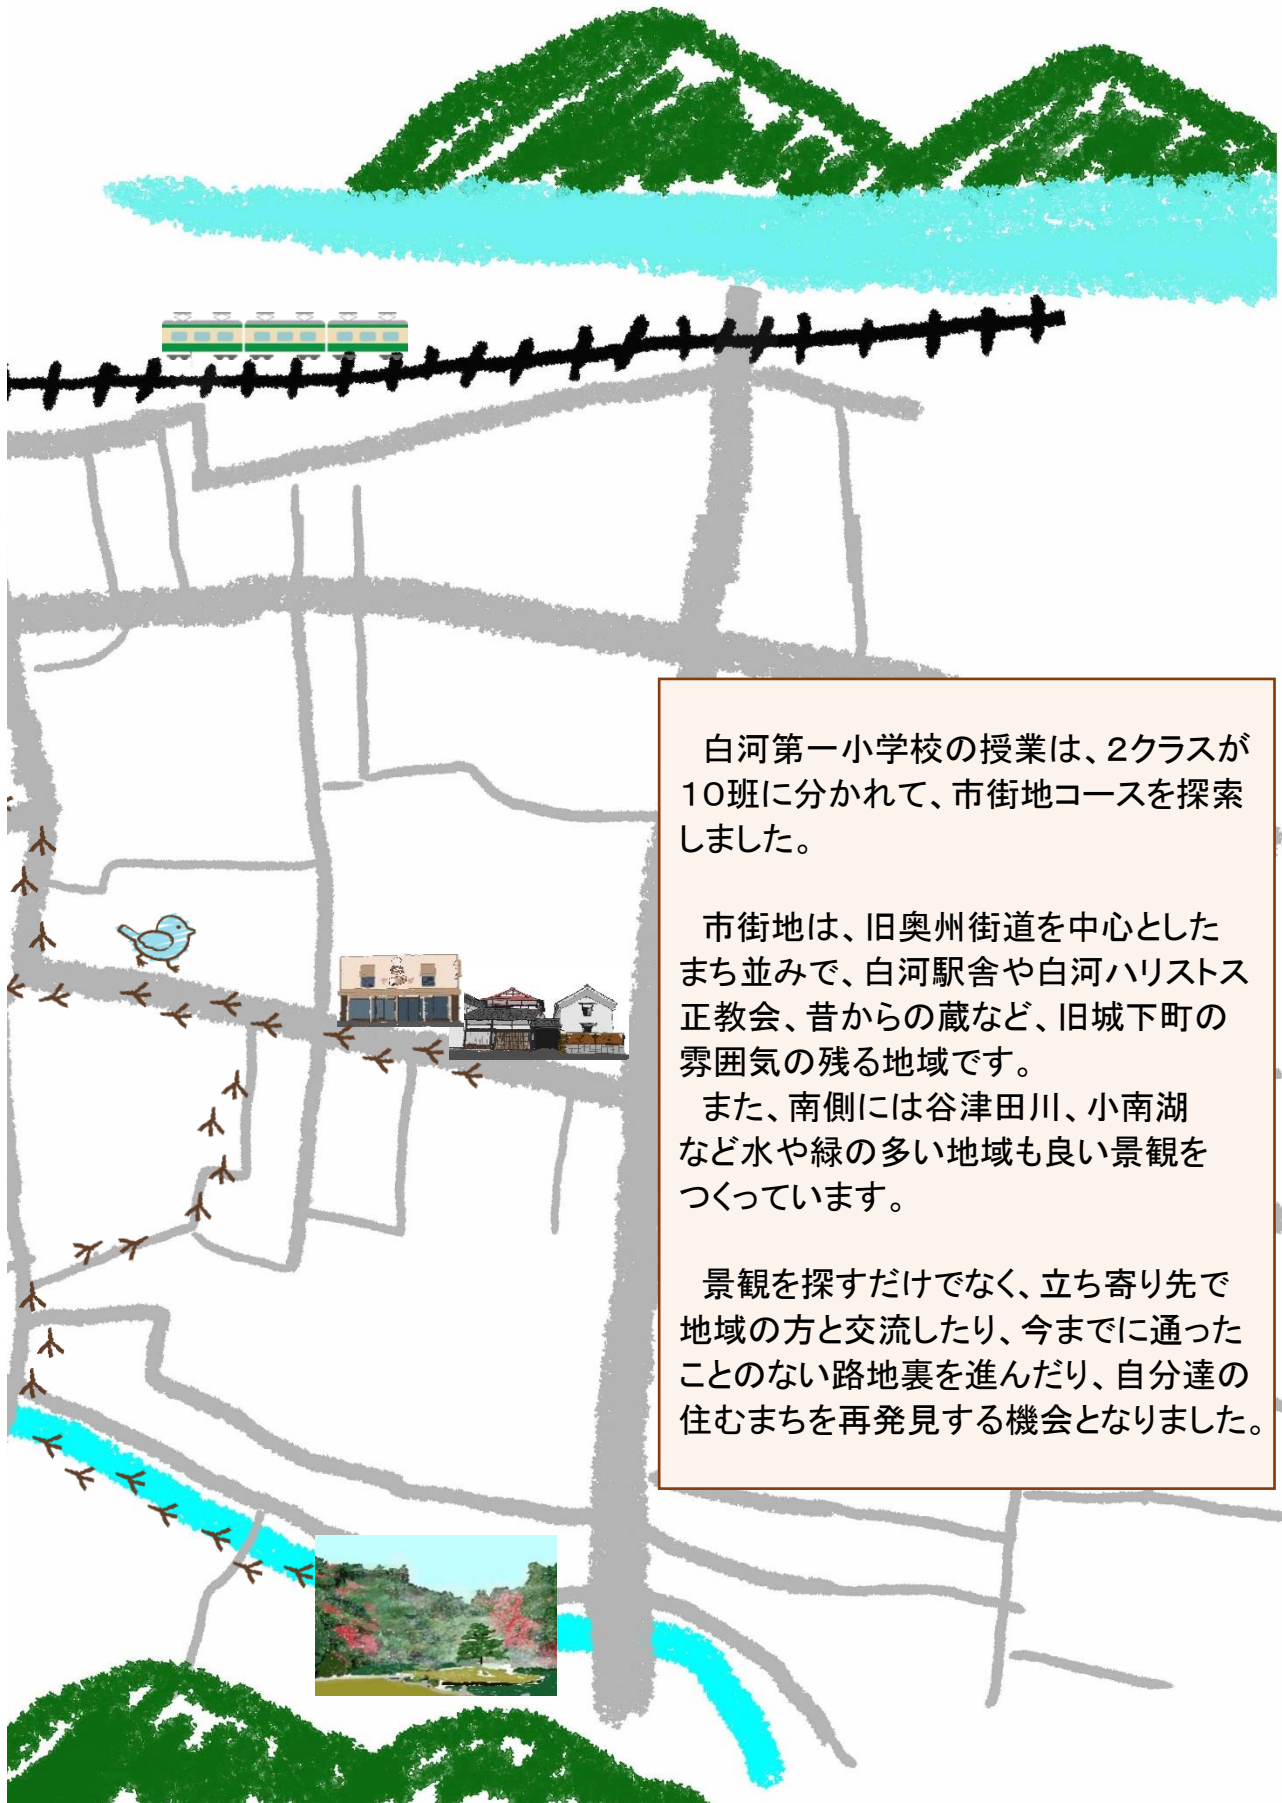 白河第一小学校の授業は、2クラスが
10班に分かれて、市街地コースを探索
しました。
市街地は、旧奥州街道を中心とした
まち並みで、白河駅舎や白河ハリストス
正教会、昔からの蔵など、旧城下町の
雰囲気の残る地域です。
また、南側には谷津田川、小南湖
など水や緑の多い地域も良い景観を
つくっています。
景観を探すだけでなく、立ち寄り先で
地域の方と交流したり、今までに通った
ことのない路地裏を進んだり、自分達の
住むまちを再発見する機会となりました。